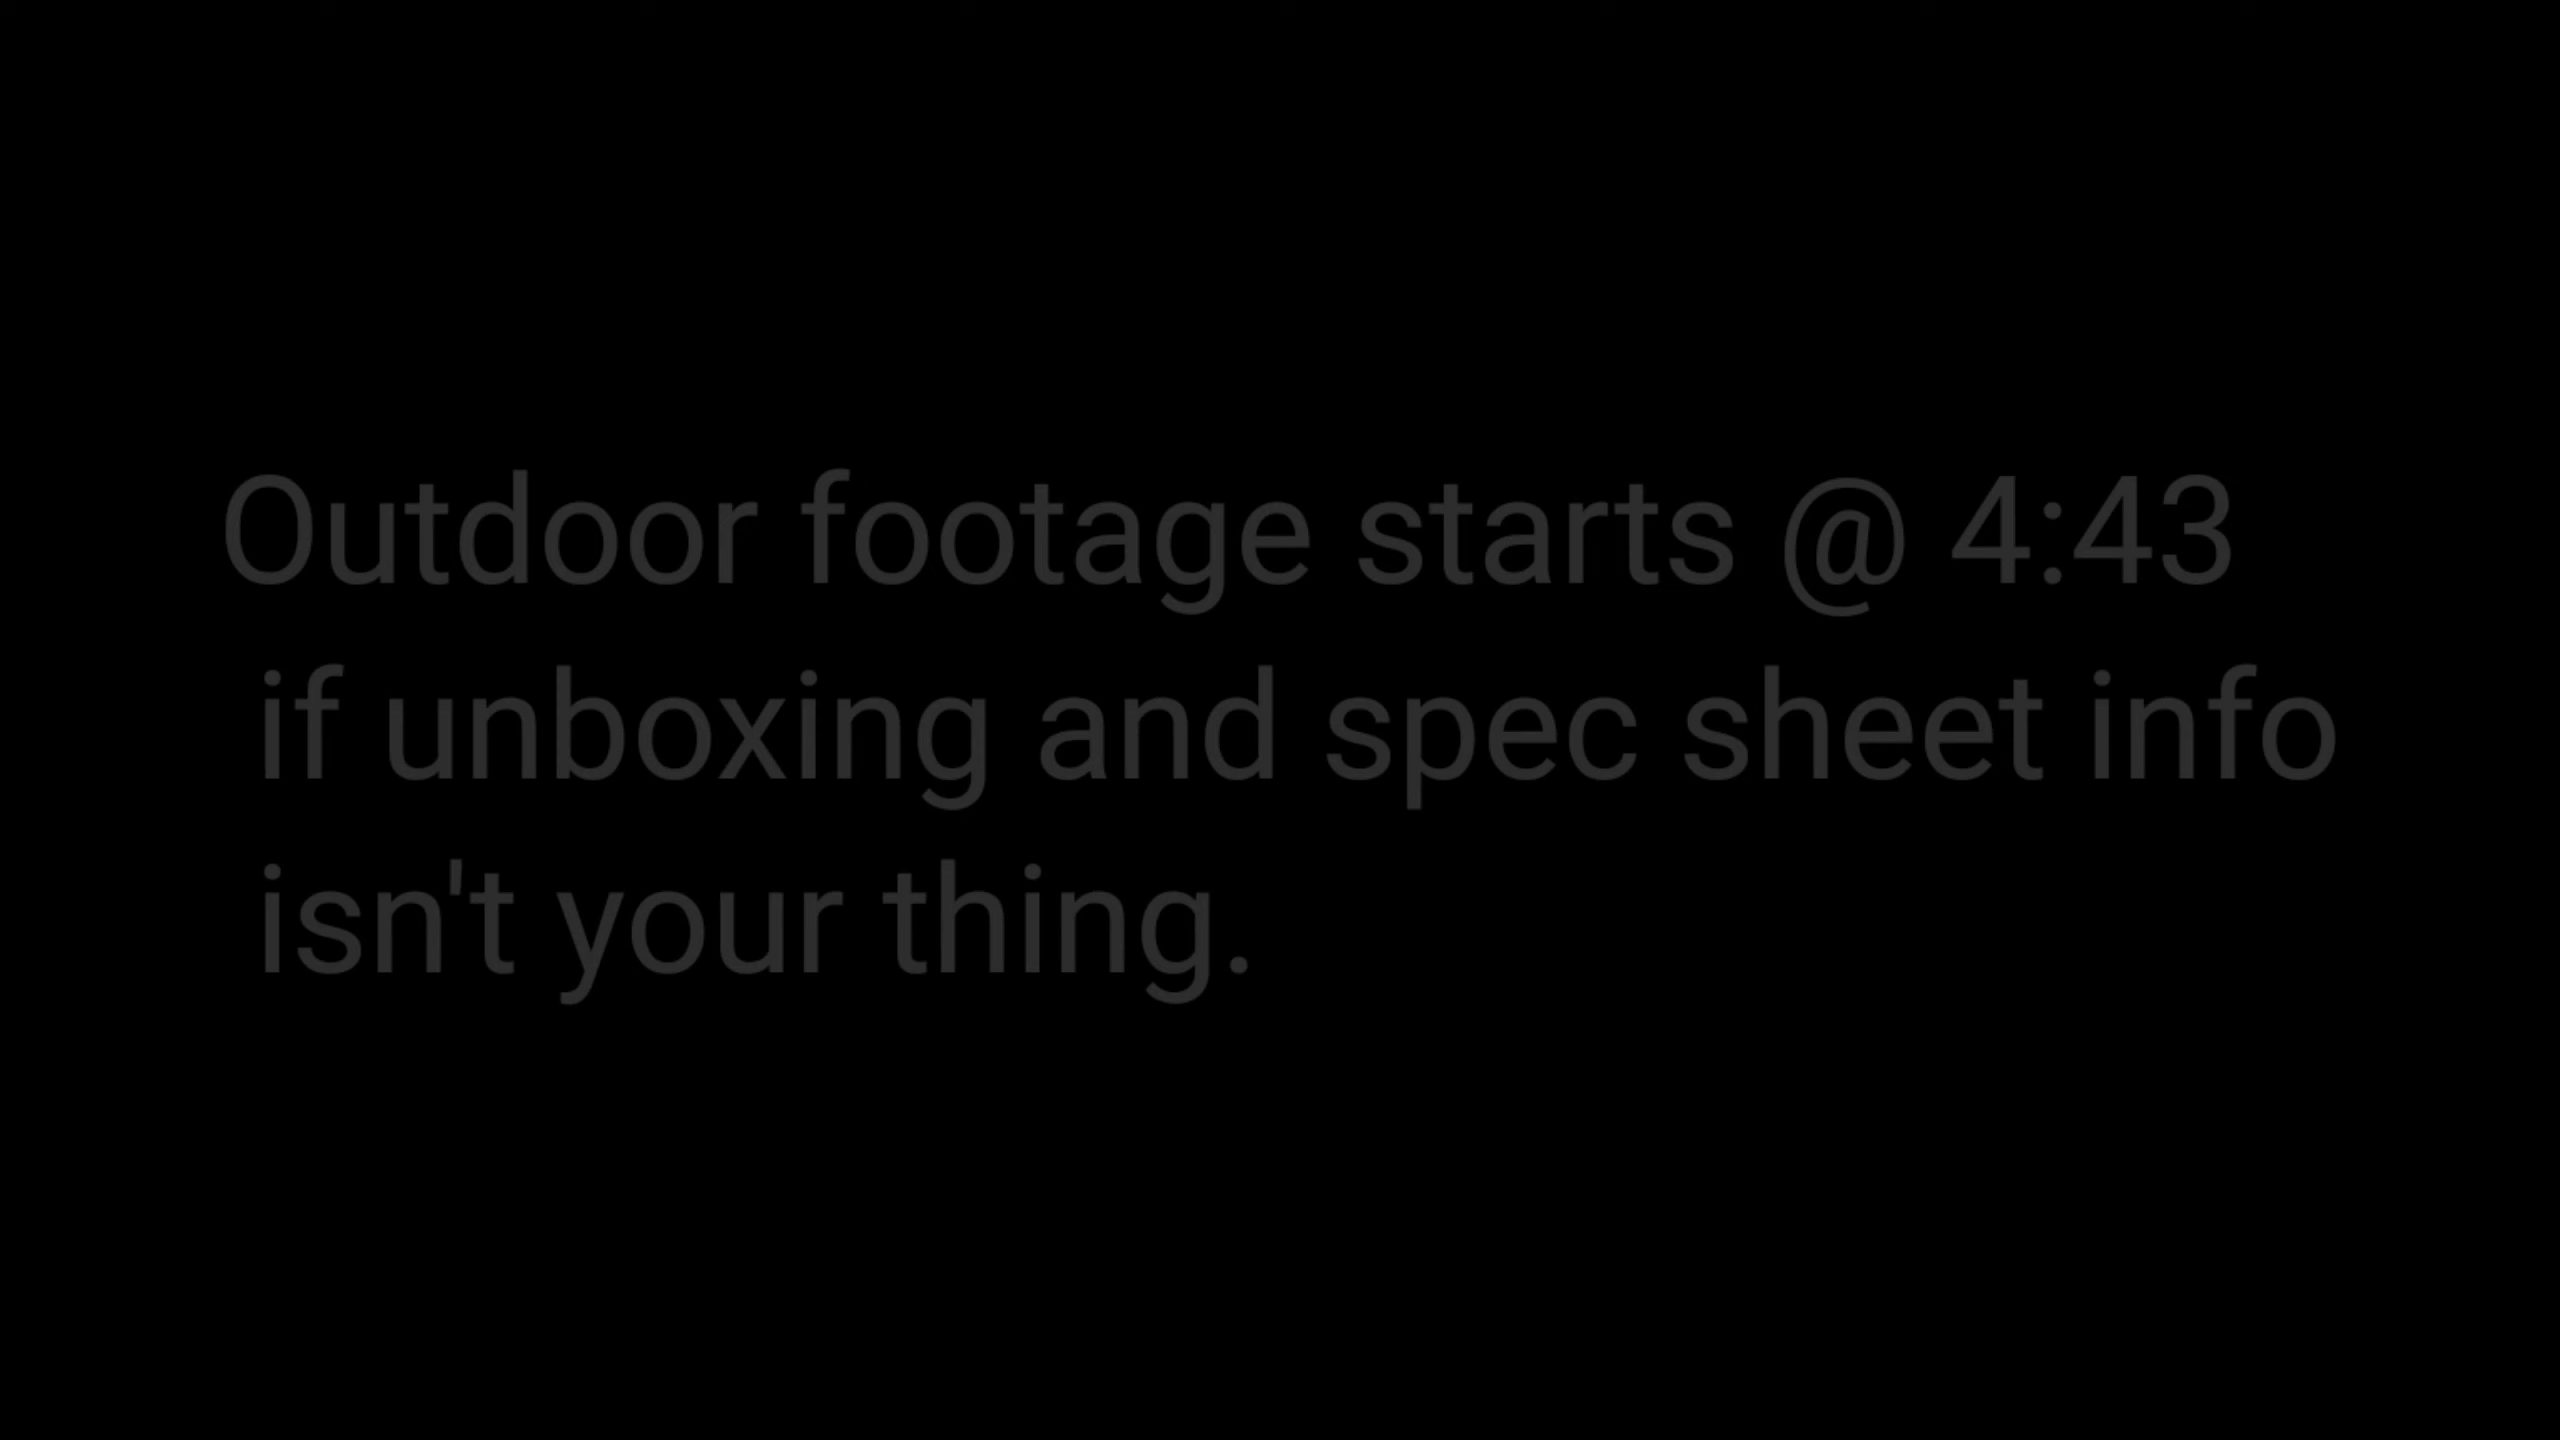 Outdoor footage starts @ 4:43
if unboxing and spec sheet info
isn't your thing.